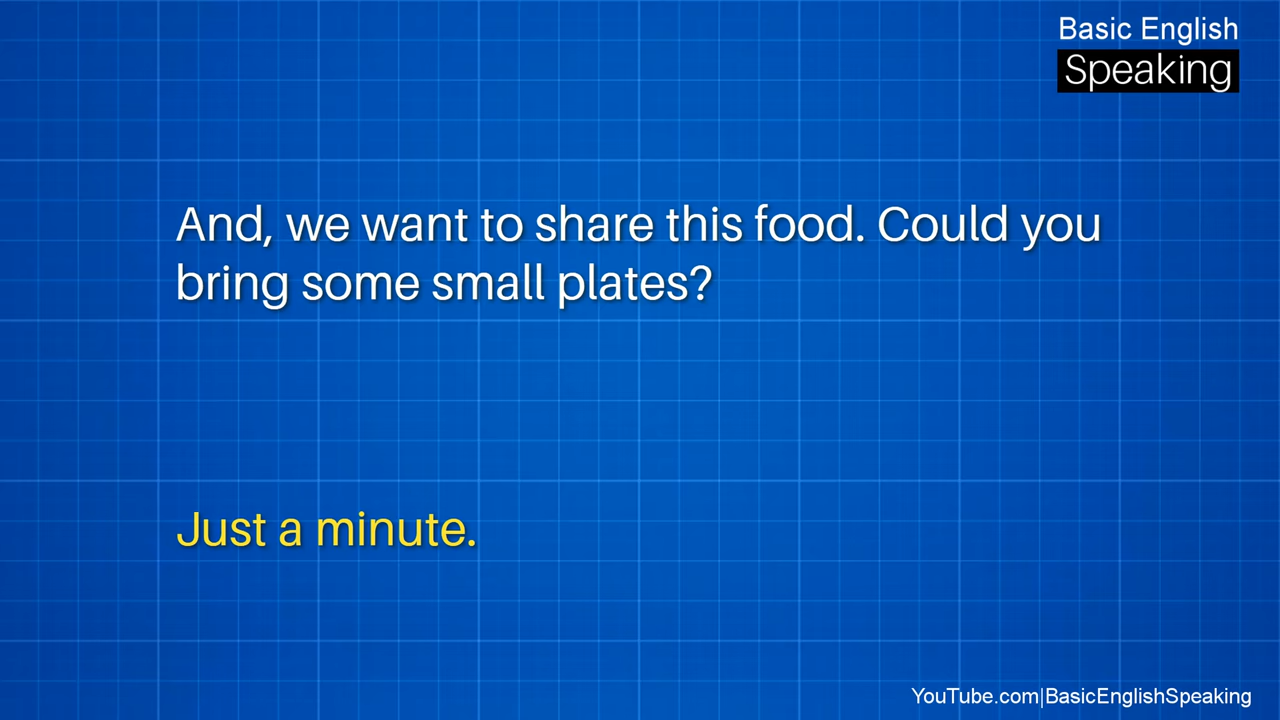 Basic English
Speaking
And, we want to share this food. Could you
bring some small plates?
Just a minute.
YouTube.com|BasicEnglishSpeaking